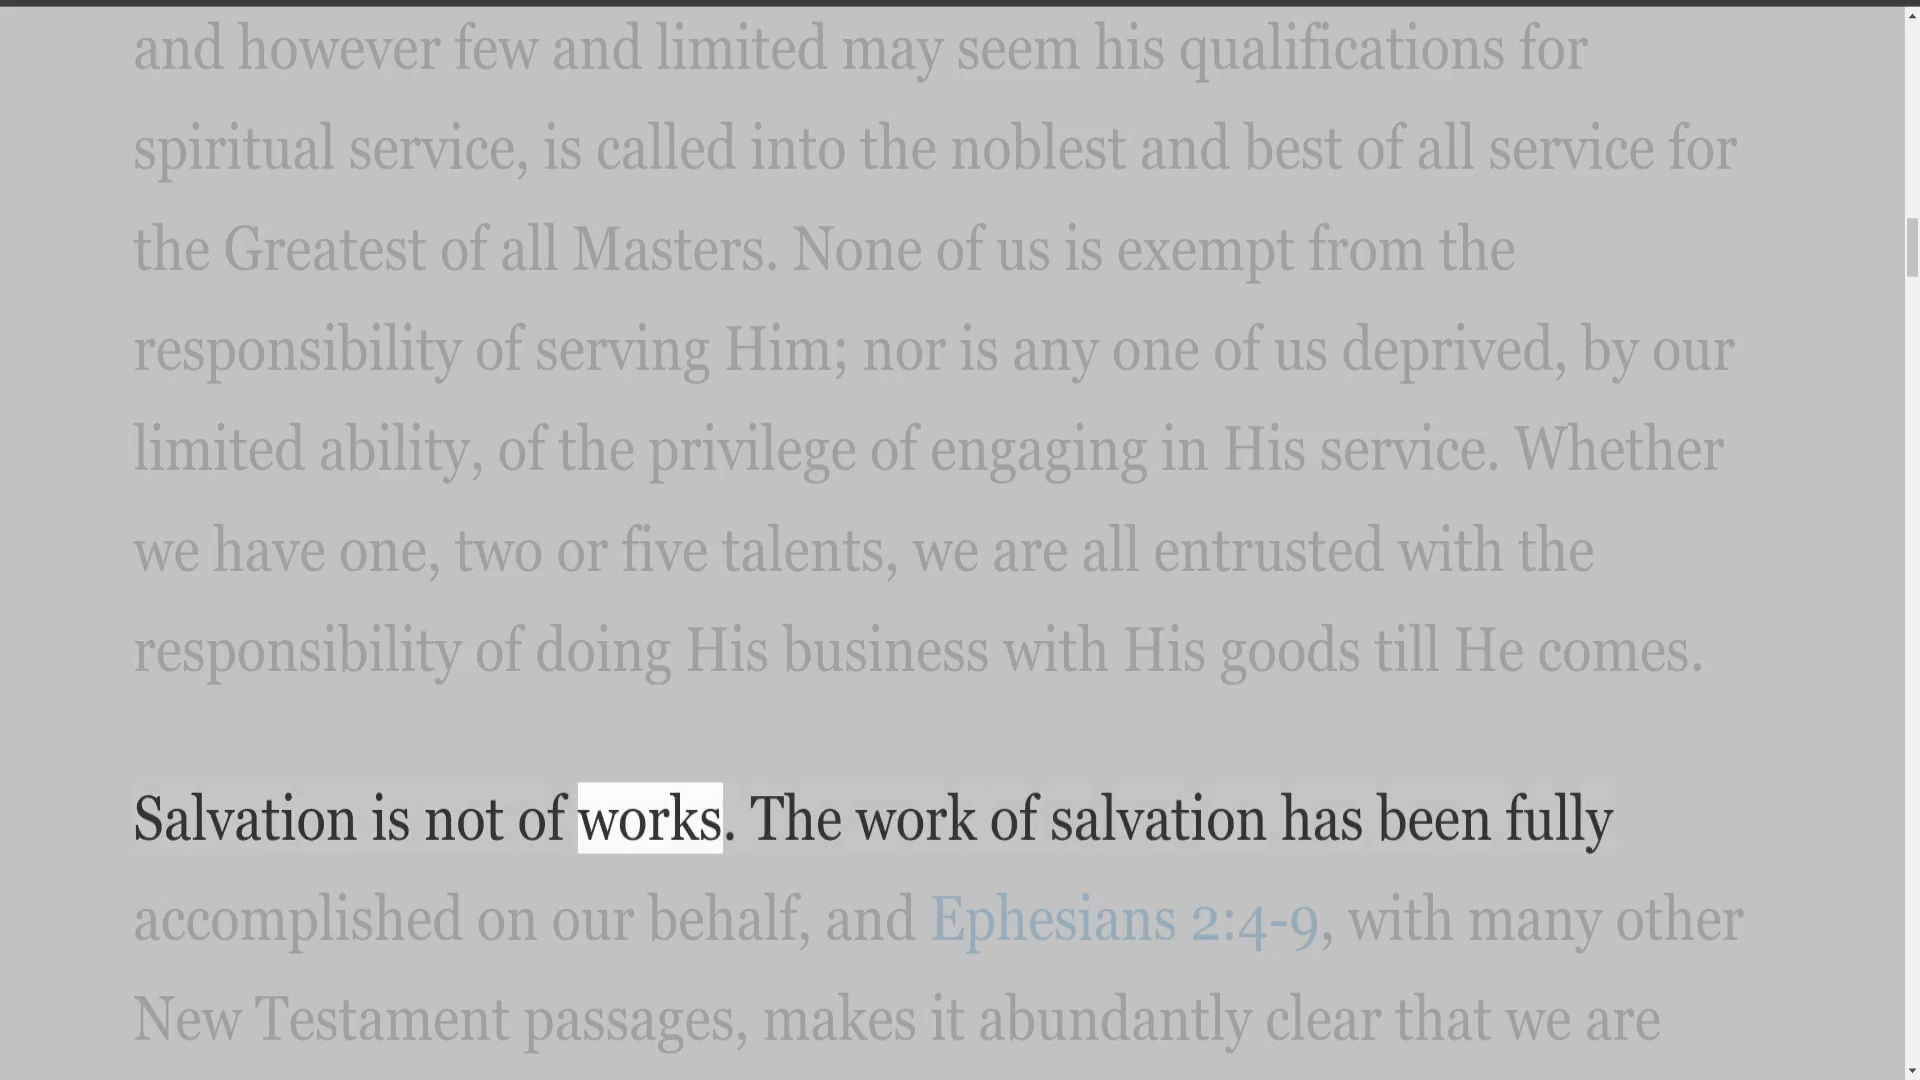 and however few and limited may seem his qualifications for
spiritual service, is called into the noblest and best of all service for
the Greatest of all Masters. None of us is exempt from the
responsibility of serving Him; nor is any one of us deprived, by our
limited ability, of the privilege of engaging in His service. Whether
we have one, two or five talents, we are all entrusted with the
responsibility of doing His business with His goods till He comes.
Salvation is not of works. The work of salvation has been fully
accomplished on our behalf, and Ephesians 2:4-9, with many other
New Testament passages, makes it abundantly clear that we are